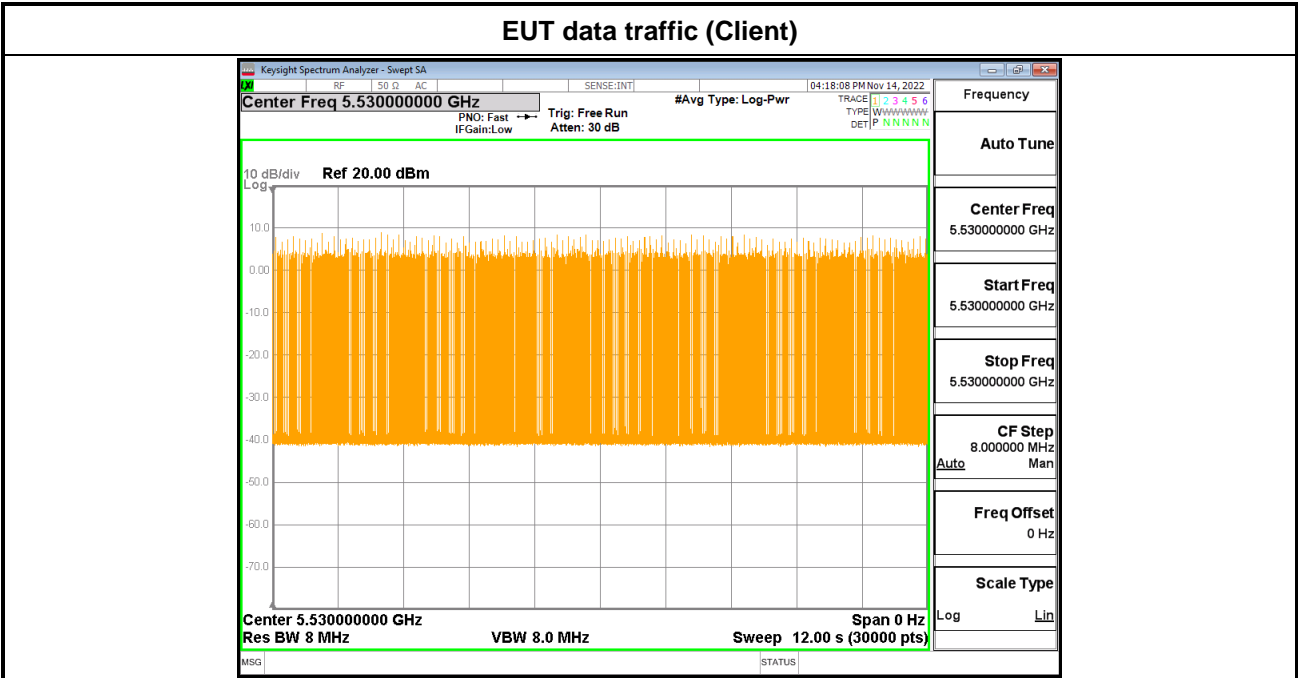 EUT data traffic (Client)
Keysight Spectrum Analyzer - Swept SA
LXI RF 50 Ω AC SENSE:INT 04:18:08 PM Nov 14, 2022
Center Freq 5.530000000 GHz
PNO: Fast
IFGain:Low
Trig: Free Run
Atten: 30 dB
#Avg Type: Log-Pwr
TRACE 1 2 3 4 5 6
TYPE WWWWWW
DET P N N N N N
10 dB/div
Log
Ref 20.00 dBm
10.0
0.00
-10.0
-20.0
-30.0
-40.0
-50.0
-60.0
-70.0
Center 5.530000000 GHz
Span 0 Hz
Res BW 8 MHz
VBW 8.0 MHz
Sweep 12.00 s (30000 pts)
MSG
STATUS
Frequency
Auto Tune
Center Freq
5.530000000 GHz
Start Freq
5.530000000 GHz
Stop Freq
5.530000000 GHz
CF Step
8.000000 MHz
Auto Man
Freq Offset
0 Hz
Scale Type
Log Lin